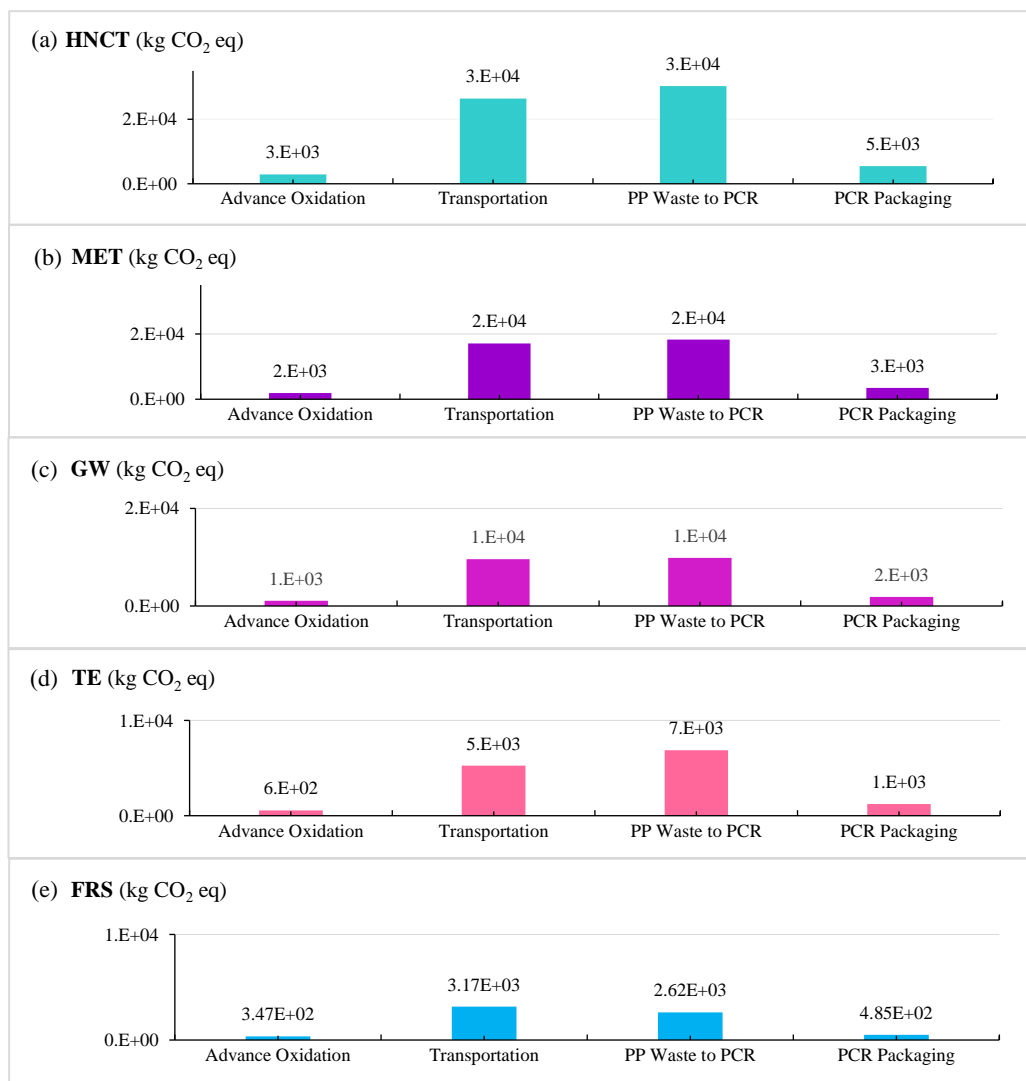 (a) HNCT (kg CO₂ eq)
3.E+04 3.E+04
2.E+04
3.E+03 5.E+03
0.E+00
Advance Oxidation Transportation PP Waste to PCR PCR Packaging
(b) MET (kg CO₂ eq)
2.E+04 2.E+04
2.E+04
2.E+03 3.E+03
0.E+00
Advance Oxidation Transportation PP Waste to PCR PCR Packaging
(c) GW (kg CO₂ eq)
2.E+04
1.E+04 1.E+04
1.E+03 2.E+03
0.E+00
Advance Oxidation Transportation PP Waste to PCR PCR Packaging
(d) TE (kg CO₂ eq)
1.E+04
5.E+03 7.E+03
6.E+02 1.E+03
0.E+00
Advance Oxidation Transportation PP Waste to PCR PCR Packaging
(e) FRS (kg CO₂ eq)
1.E+04
3.17E+03 2.62E+03
3.47E+02 4.85E+02
0.E+00
Advance Oxidation Transportation PP Waste to PCR PCR Packaging